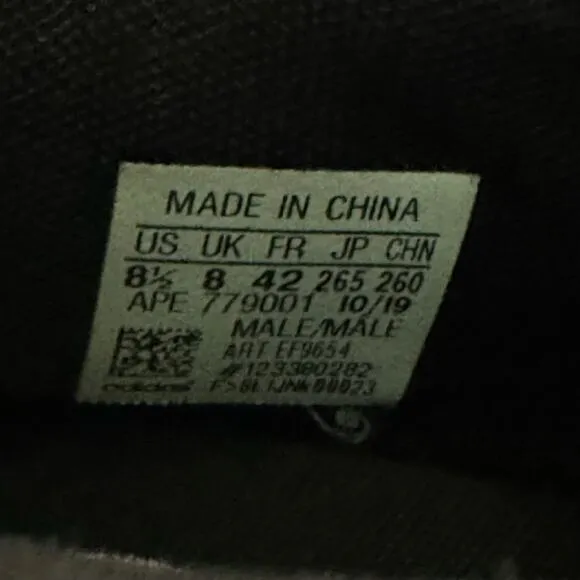 MADE IN CHINA
US UK FR JP CHN
8½ 8 42 265 260
APE 779001 10/19
MALE/MALE
ART EF9654
#123380282
adidas